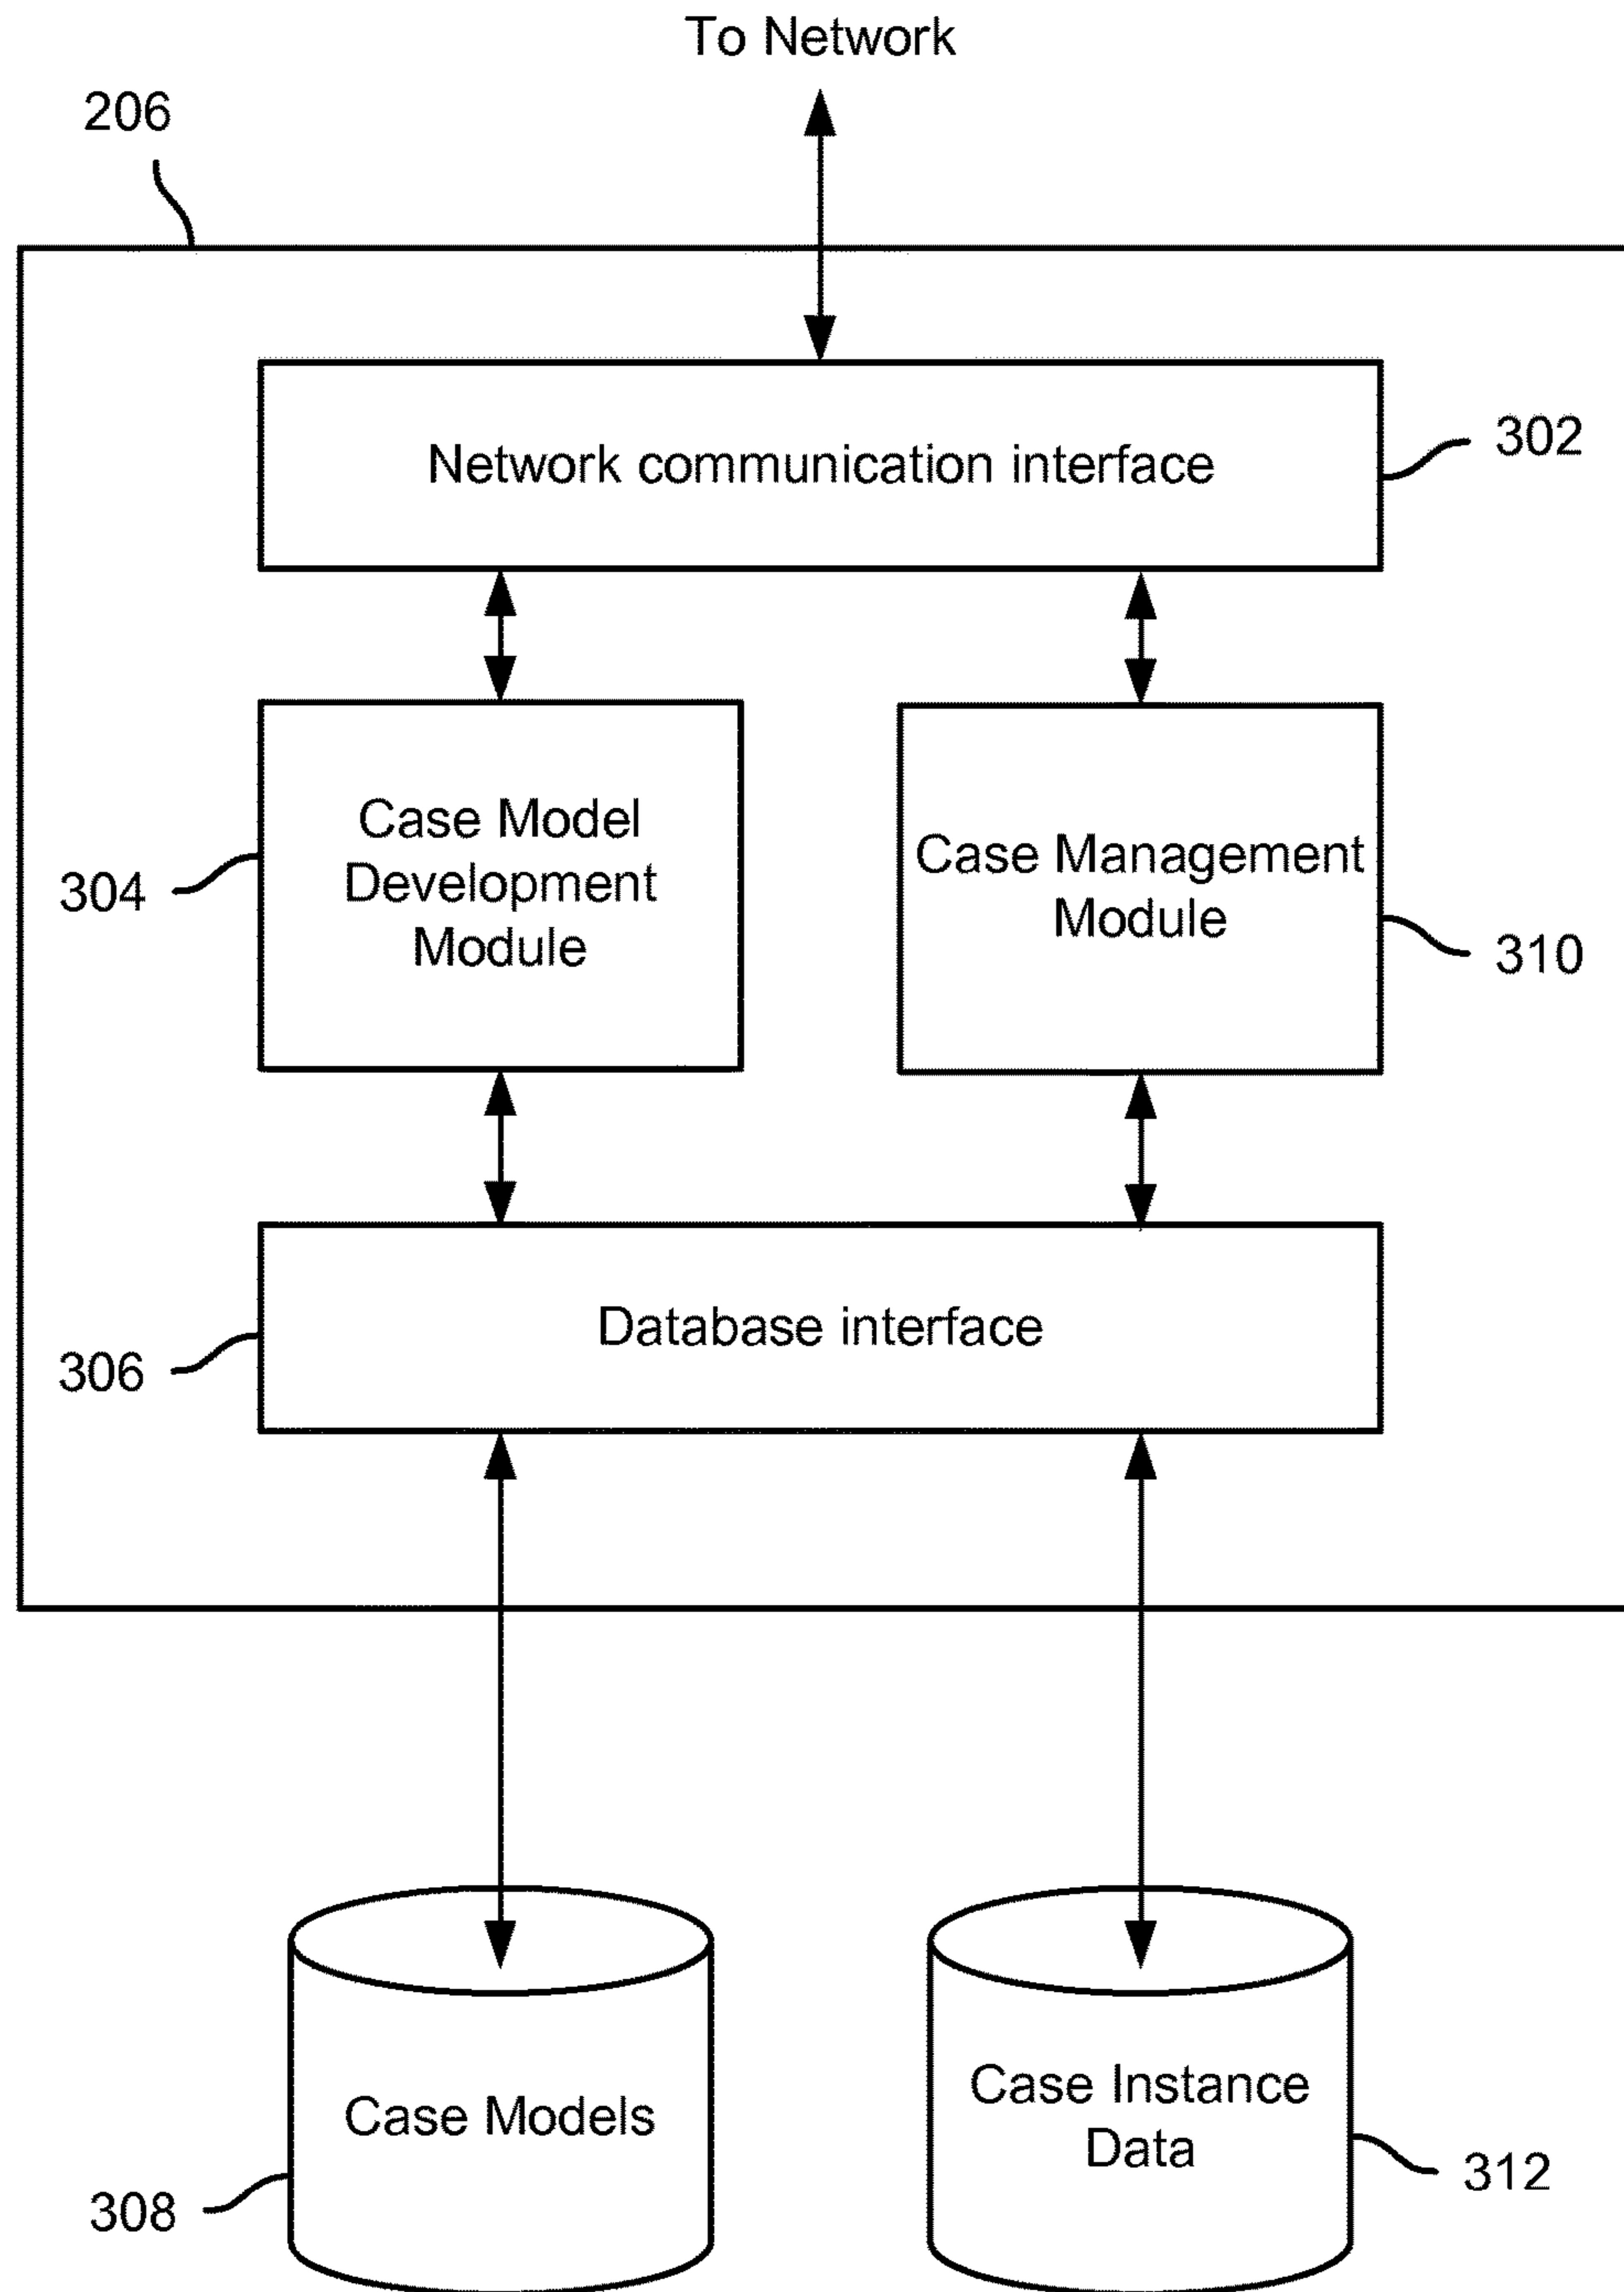 To Network
206
Network communication interface
302
Case Model
Development
Module
304
Case Management
Module
310
Database interface
306
Case Models
308
Case Instance
Data
312